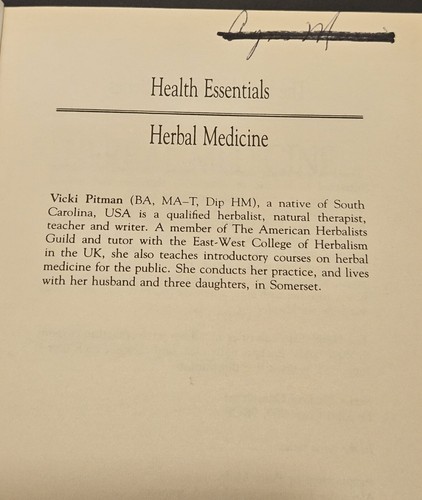 Health Essentials
Herbal Medicine
Vicki Pitman (BA, MA–T, Dip HM), a native of South
Carolina, USA is a qualified herbalist, natural therapist,
teacher and writer. A member of The American Herbalists
Guild and tutor with the East-West College of Herbalism
in the UK, she also teaches introductory courses on herbal
medicine for the public. She conducts her practice, and lives
with her husband and three daughters, in Somerset.